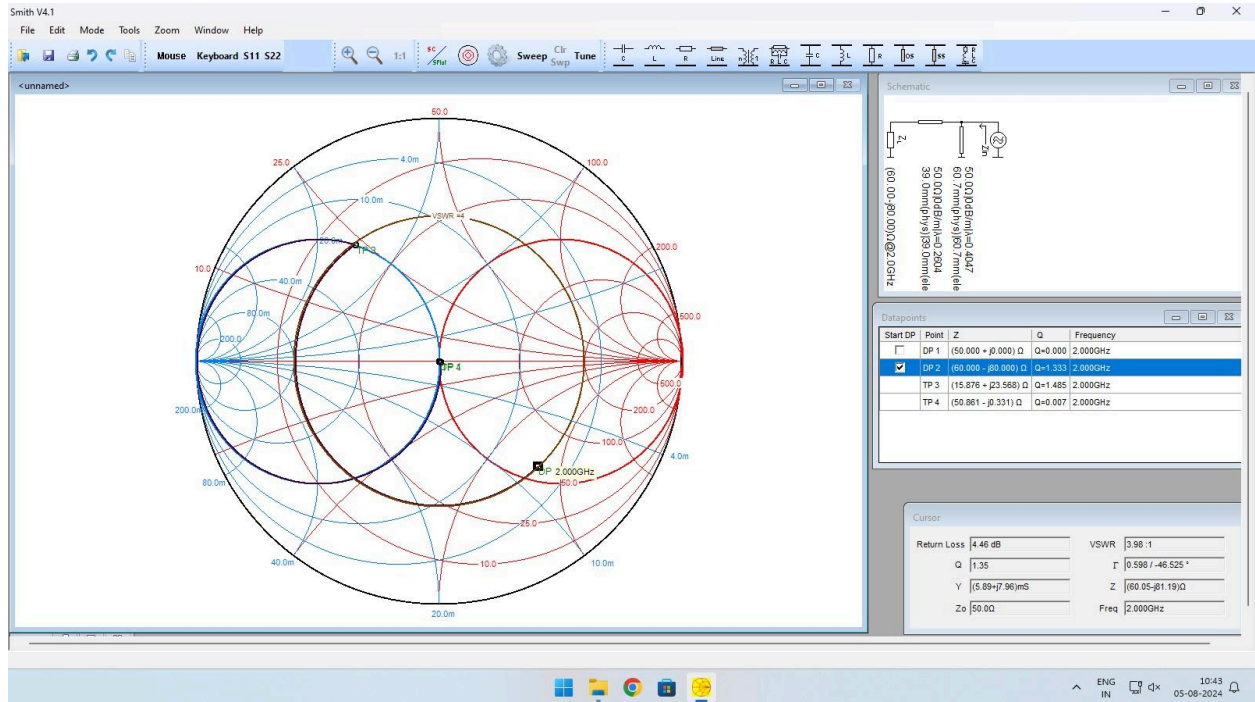 Smith V4.1
File Edit Mode Tools Zoom Window Help
Mouse Keyboard S11 S22 1:1 Sweep Clr Swp Tune
<unnamed>
50.0
25.0
4.0m
100.0
10.0m
VSWR =4
20.0m
TP 3
200.0
10.0
40.0m
80.0m
500.0
200.0
DP 4
500.0
200.0m
200.0
100.0
4.0m
DP 2.000GHz
80.0m
50.0
25.0
40.0m
10.0
10.0m
20.0m
Schematic
ZL
Zin
50.0Ω|0dB/m|λ=0.4047
60.7mm(phys)|60.7mm(ele
50.0Ω|0dB/m|λ=0.2604
39.0mm(phys)|39.0mm(ele
(60.00-j80.00)Ω@2.0GHz
Datapoints
Start DP Point Z Q Frequency
DP 1 (50.000 + j0.000) Ω Q=0.000 2.000GHz
DP 2 (60.000 - j80.000) Ω Q=1.333 2.000GHz
TP 3 (15.876 + j23.568) Ω Q=1.485 2.000GHz
TP 4 (50.861 - j0.331) Ω Q=0.007 2.000GHz
Cursor
Return Loss 4.46 dB VSWR 3.98 :1
Q 1.35 Γ 0.598 / -46.525 °
Y (5.89+j7.96)mS Z (60.05-j81.19)Ω
Zo 50.0Ω Freq 2.000GHz
ENG
IN
10:43
05-08-2024